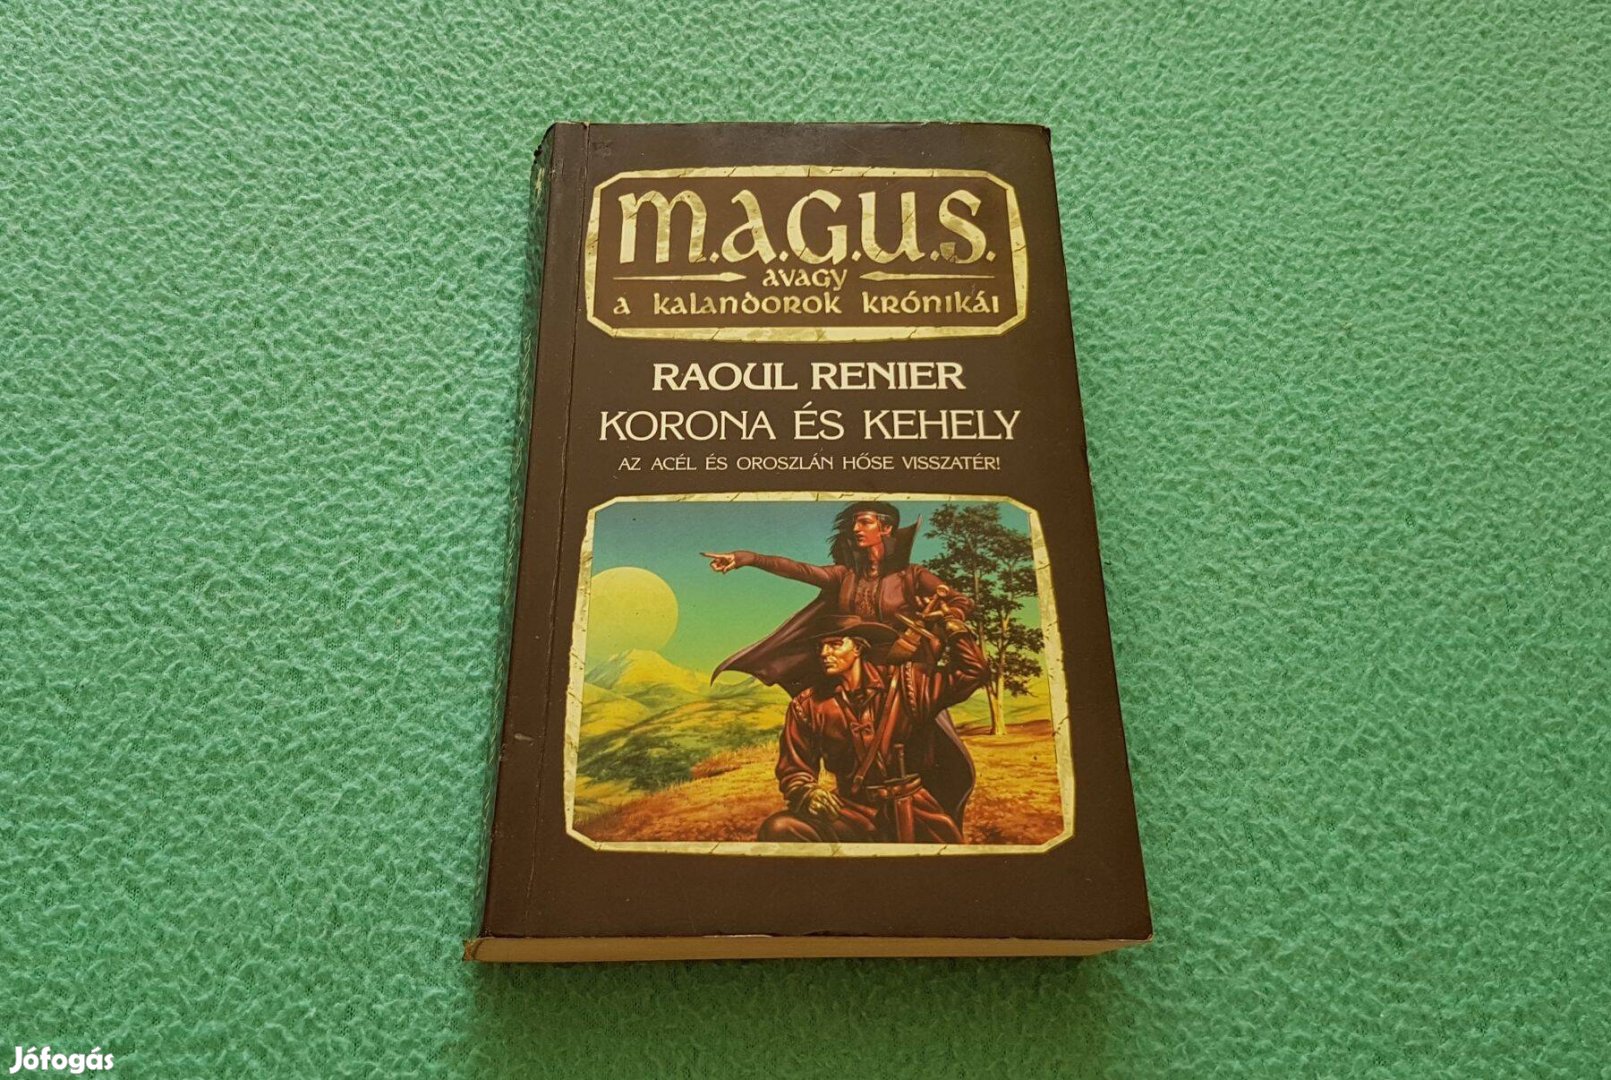 M.A.G.U.S.
AVAGY
A KALANDOROK KRÓNIKÁI
RAOUL RENIER
KORONA ÉS KEHELY
AZ ACÉL ÉS OROSZLÁN HŐSE VISSZATÉR!
Jófogás